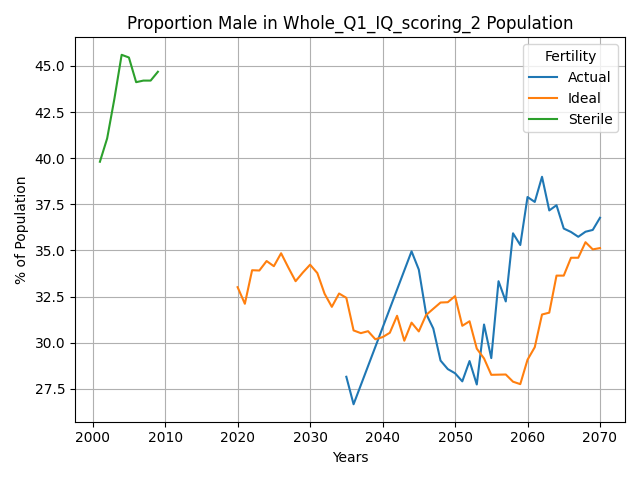 Proportion Male in Whole_Q1_IQ_scoring_2 Population
% of Population
45.0
42.5
40.0
37.5
35.0
32.5
30.0
27.5
Fertility
Actual
Ideal
Sterile
2000 2010 2020 2030 2040 2050 2060 2070
Years